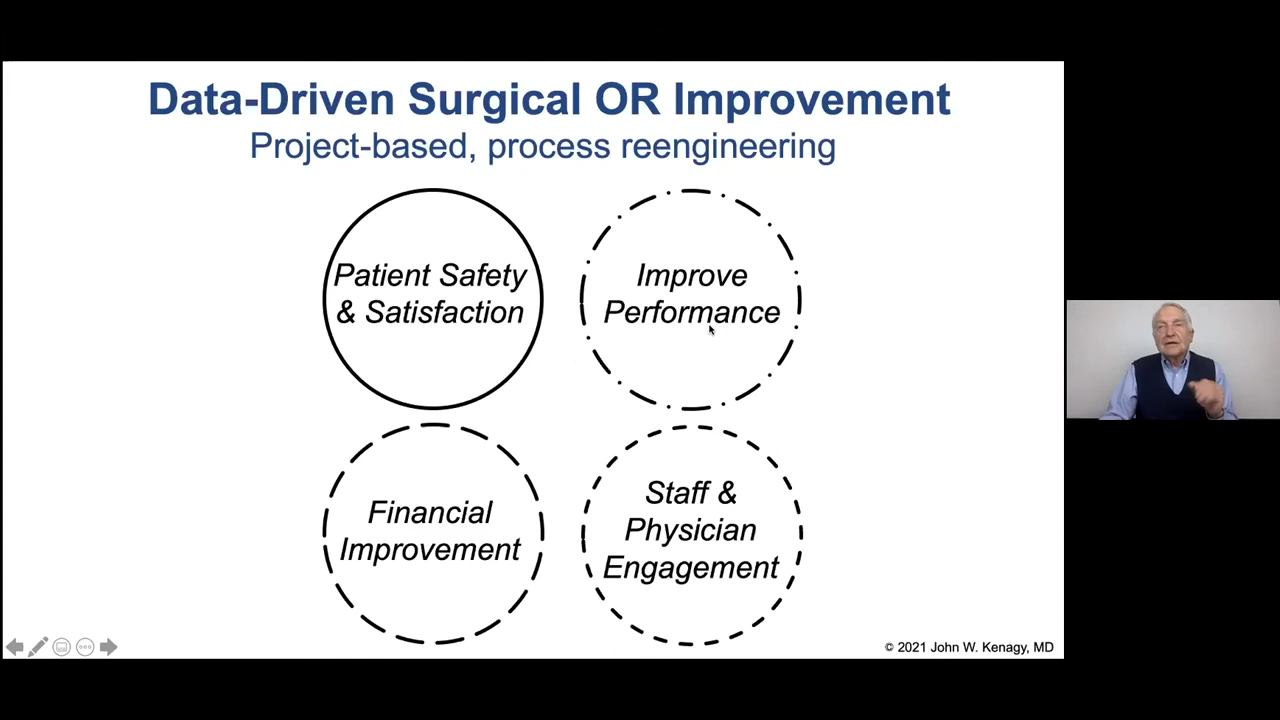 Data-Driven Surgical OR Improvement
Project-based, process reengineering
Patient Safety
& Satisfaction
Improve
Performance
Financial
Improvement
Staff &
Physician
Engagement
© 2021 John W. Kenagy, MD